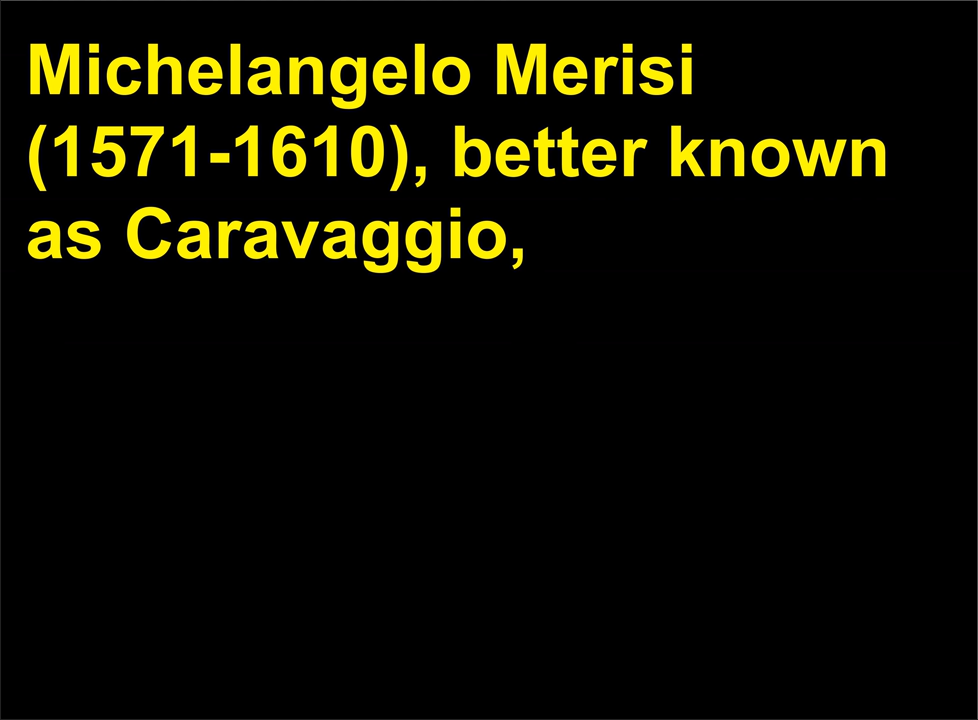 Michelangelo Merisi
(1571-1610), better known
as Caravaggio,